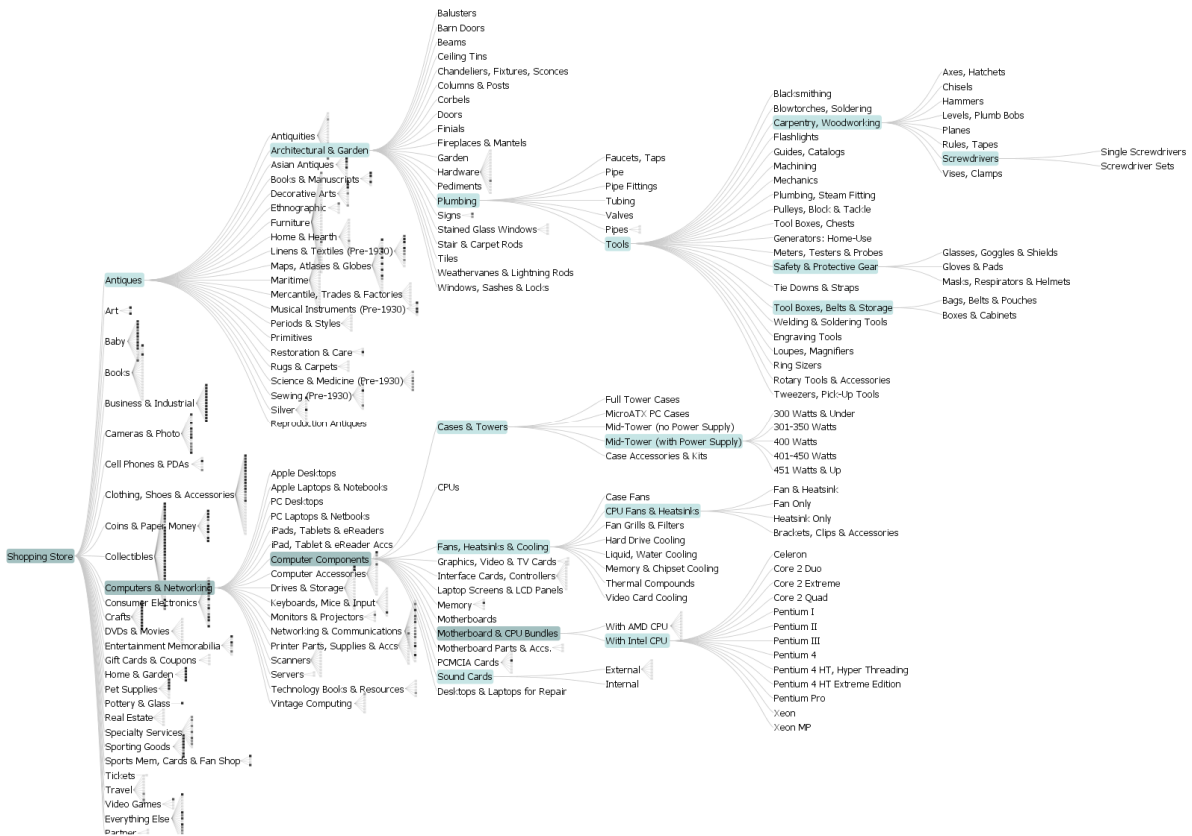 Shopping Store
Antiques
Art
Baby
Books
Business & Industrial
Cameras & Photo
Cell Phones & PDAs
Clothing, Shoes & Accessories
Coins & Paper Money
Collectibles
Computers & Networking
Consumer Electronics
Crafts
DVDs & Movies
Entertainment Memorabilia
Gift Cards & Coupons
Home & Garden
Pet Supplies
Pottery & Glass
Real Estate
Specialty Services
Sporting Goods
Sports Mem, Cards & Fan Shop
Tickets
Travel
Video Games
Everything Else
Partner
Antiquities
Architectural & Garden
Asian Antiques
Books & Manuscripts
Decorative Arts
Ethnographic
Furniture
Home & Hearth
Linens & Textiles (Pre-1930)
Maps, Atlases & Globes
Maritime
Mercantile, Trades & Factories
Musical Instruments (Pre-1930)
Periods & Styles
Primitives
Restoration & Care
Rugs & Carpets
Science & Medicine (Pre-1930)
Sewing (Pre-1930)
Silver
Reproduction Antiques
Apple Desktops
Apple Laptops & Notebooks
PC Desktops
PC Laptops & Netbooks
iPads, Tablets & eReaders
iPad, Tablet & eReader Accs
Computer Components
Computer Accessories
Drives & Storage
Keyboards, Mice & Input
Monitors & Projectors
Networking & Communications
Printer Parts, Supplies & Accs
Scanners
Servers
Technology Books & Resources
Vintage Computing
Balusters
Barn Doors
Beams
Ceiling Tins
Chandeliers, Fixtures, Sconces
Columns & Posts
Corbels
Doors
Finials
Fireplaces & Mantels
Garden
Hardware
Pediments
Plumbing
Signs
Stained Glass Windows
Stair & Carpet Rods
Tiles
Weathervanes & Lightning Rods
Windows, Sashes & Locks
Cases & Towers
CPUs
Fans, Heatsinks & Cooling
Graphics, Video & TV Cards
Interface Cards, Controllers
Laptop Screens & LCD Panels
Memory
Motherboards
Motherboard & CPU Bundles
Motherboard Parts & Accs.
PCMCIA Cards
Sound Cards
Desktops & Laptops for Repair
Faucets, Taps
Pipe
Pipe Fittings
Tubing
Valves
Pipes
Tools
Full Tower Cases
MicroATX PC Cases
Mid-Tower (no Power Supply)
Mid-Tower (with Power Supply)
Case Accessories & Kits
Case Fans
CPU Fans & Heatsinks
Fan Grills & Filters
Hard Drive Cooling
Liquid, Water Cooling
Memory & Chipset Cooling
Thermal Compounds
Video Card Cooling
With AMD CPU
With Intel CPU
External
Internal
Blacksmithing
Blowtorches, Soldering
Carpentry, Woodworking
Flashlights
Guides, Catalogs
Machining
Mechanics
Plumbing, Steam Fitting
Pulleys, Block & Tackle
Tool Boxes, Chests
Generators: Home-Use
Meters, Testers & Probes
Safety & Protective Gear
Tie Downs & Straps
Tool Boxes, Belts & Storage
Welding & Soldering Tools
Engraving Tools
Loupes, Magnifiers
Ring Sizers
Rotary Tools & Accessories
Tweezers, Pick-Up Tools
300 Watts & Under
301-350 Watts
400 Watts
401-450 Watts
451 Watts & Up
Fan & Heatsink
Fan Only
Heatsink Only
Brackets, Clips & Accessories
Celeron
Core 2 Duo
Core 2 Extreme
Core 2 Quad
Pentium I
Pentium II
Pentium III
Pentium 4
Pentium 4 HT, Hyper Threading
Pentium 4 HT Extreme Edition
Pentium Pro
Xeon
Xeon MP
Axes, Hatchets
Chisels
Hammers
Levels, Plumb Bobs
Planes
Rules, Tapes
Screwdrivers
Vises, Clamps
Glasses, Goggles & Shields
Gloves & Pads
Masks, Respirators & Helmets
Bags, Belts & Pouches
Boxes & Cabinets
Single Screwdrivers
Screwdriver Sets